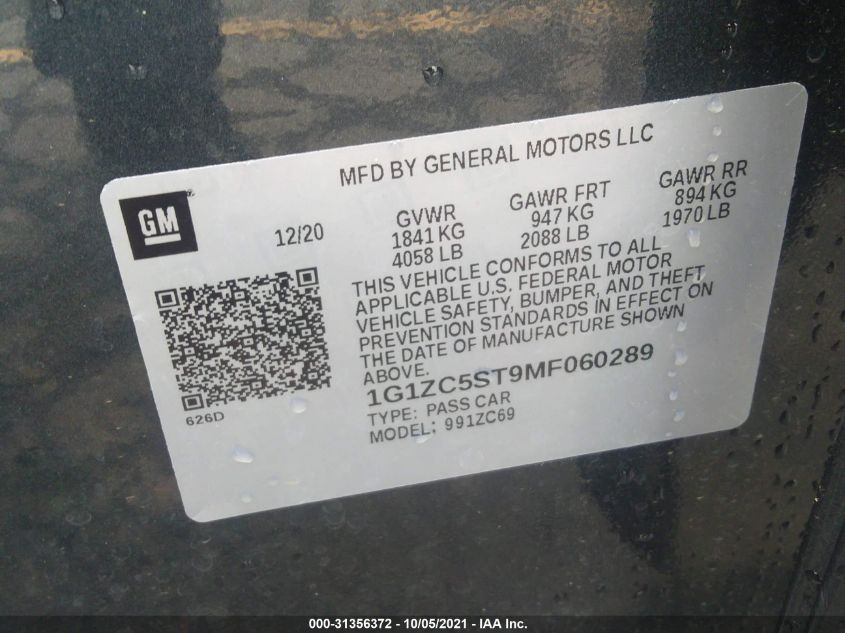 MFD BY GENERAL MOTORS LLC
GM
12/20
GVWR
1841 KG
4058 LB
GAWR FRT
947 KG
2088 LB
GAWR RR
894 KG
1970 LB
THIS VEHICLE CONFORMS TO ALL
APPLICABLE U.S. FEDERAL MOTOR
VEHICLE SAFETY, BUMPER, AND THEFT
PREVENTION STANDARDS IN EFFECT ON
THE DATE OF MANUFACTURE SHOWN
ABOVE.
1G1ZC5ST9MF060289
TYPE: PASS CAR
MODEL: 991ZC69
626D
000-31356372 - 10/05/2021 - IAA Inc.